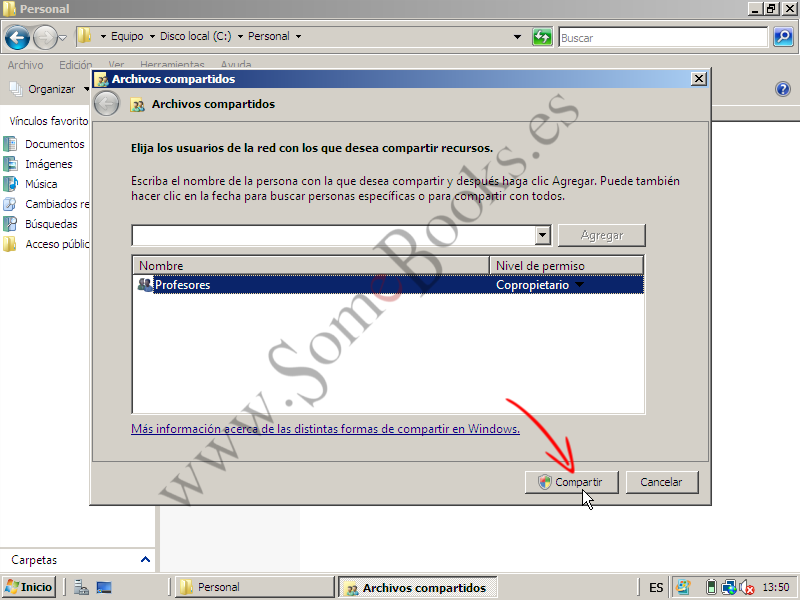 Personal
Equipo
Disco local (C:)
Personal
Buscar
Archivo Edición Ver Herramientas Ayuda
Archivos compartidos
Organizar
Archivos compartidos
Vínculos favorito
Elija los usuarios de la red con los que desea compartir recursos.
Documentos
Imágenes
Escriba el nombre de la persona con la que desea compartir y después haga clic Agregar. Puede también
Música
hacer clic en la fecha para buscar personas específicas o para compartir con todos.
Cambiados re
Búsquedas
Agregar
Acceso públic
Nombre
Nivel de permiso
Profesores
Copropietario
www.SomeBooks.es
Más información acerca de las distintas formas de compartir en Windows.
Compartir
Cancelar
Carpetas
Inicio
Personal
Archivos compartidos
ES
13:50